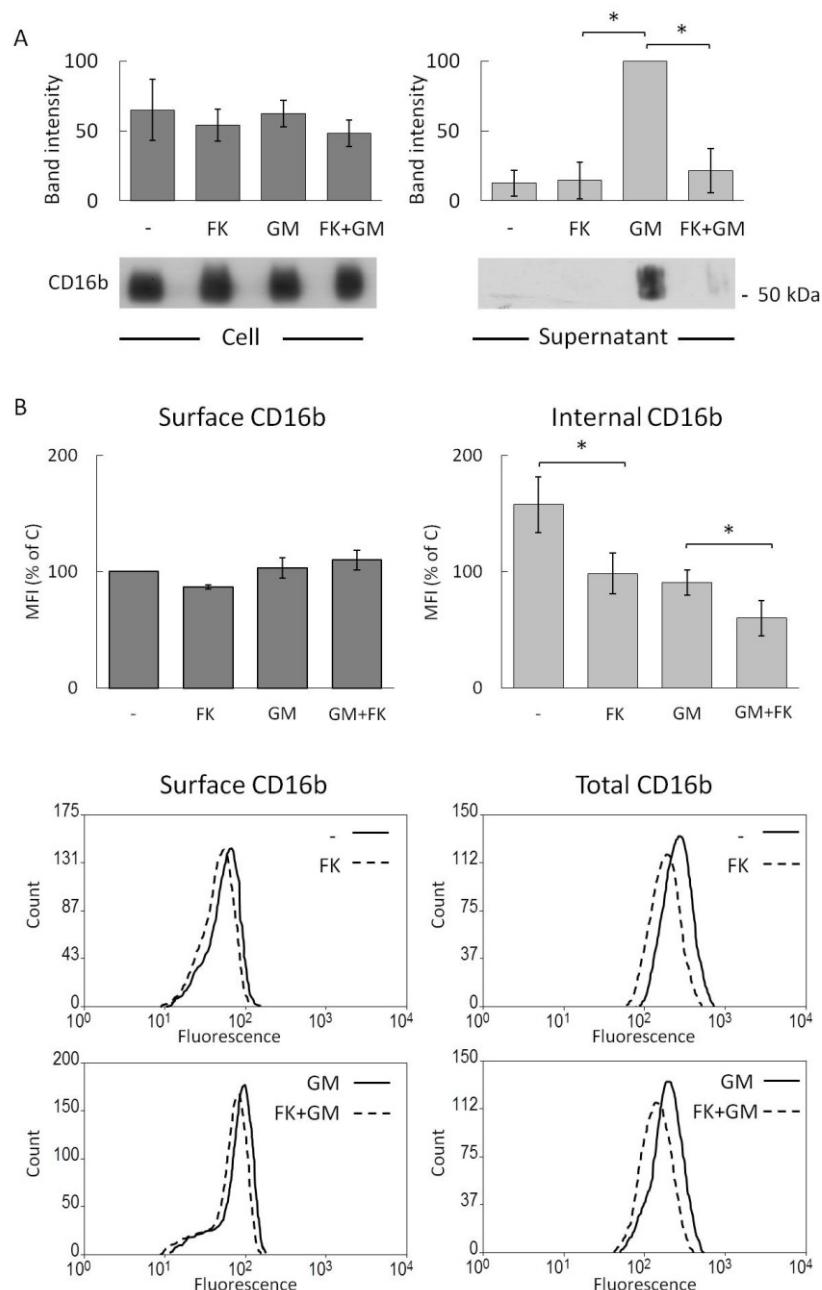 A
Band intensity
100
50
0
- FK GM FK+GM
CD16b
Cell
* *
Band intensity
100
50
0
- FK GM FK+GM
- 50 kDa
Supernatant
B
Surface CD16b
MFI (% of C)
200
100
0
- FK GM GM+FK
Internal CD16b
* *
MFI (% of C)
200
100
0
- FK GM GM+FK
Surface CD16b
Count
175
131
87
43
0
-
FK
10⁰ 10¹ 10² 10³ 10⁴
Fluorescence
Total CD16b
Count
150
112
75
37
0
-
FK
10⁰ 10¹ 10² 10³ 10⁴
Fluorescence
Count
200
150
100
50
0
GM
FK+GM
10⁰ 10¹ 10² 10³ 10⁴
Fluorescence
Count
150
112
75
37
0
GM
FK+GM
10⁰ 10¹ 10² 10³ 10⁴
Fluorescence